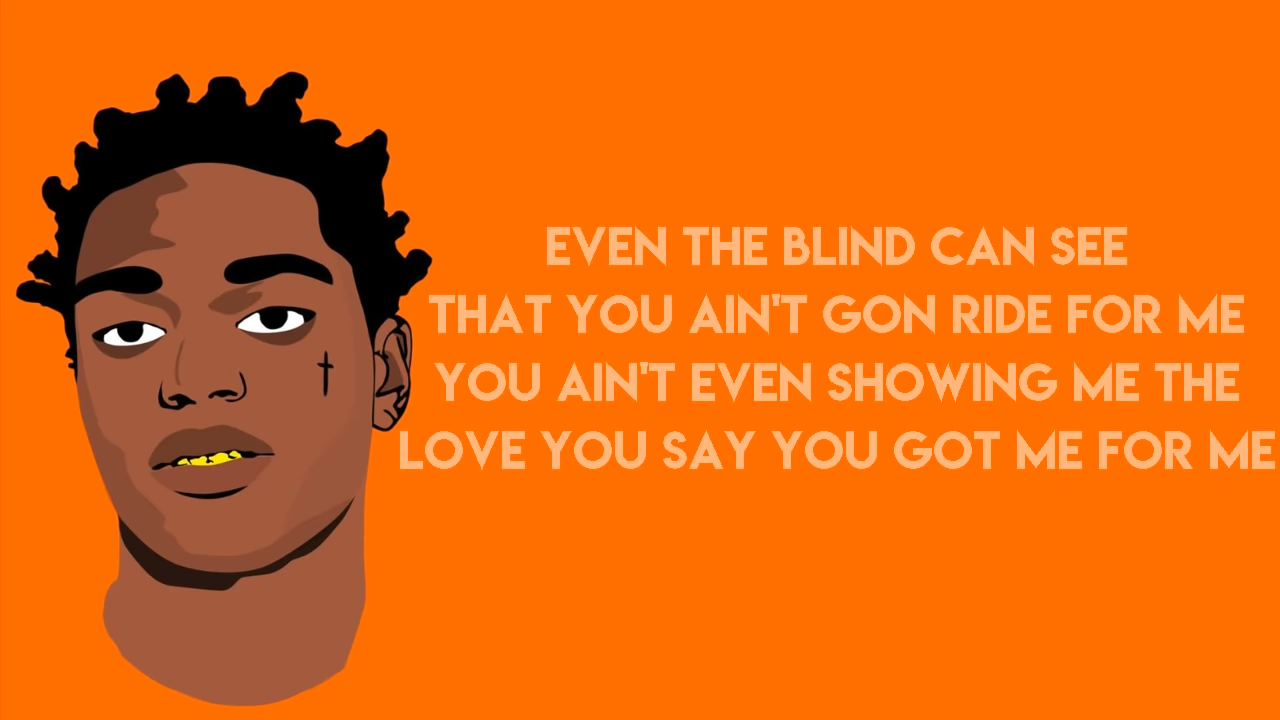 EVEN THE BLIND CAN SEE
THAT YOU AIN'T GON RIDE FOR ME
YOU AIN'T EVEN SHOWING ME THE
LOVE YOU SAY YOU GOT ME FOR ME